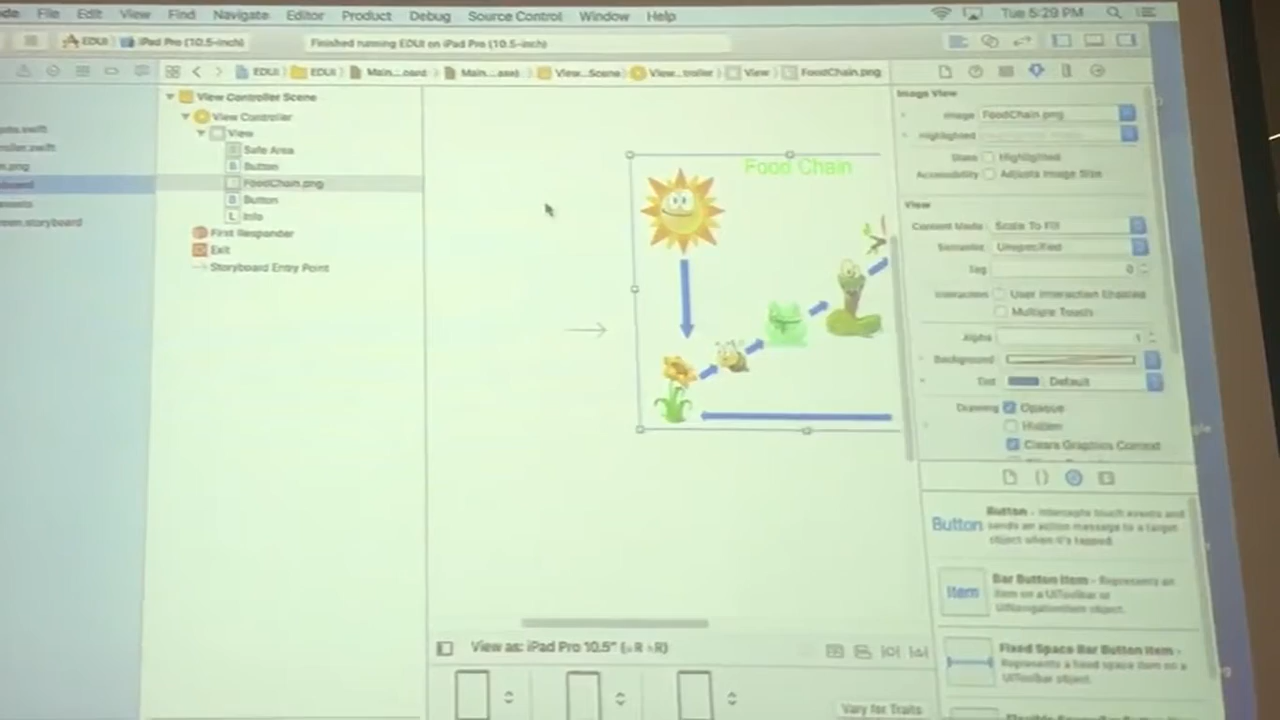 File Edit View Find Navigate Editor Product Debug Source Control Window Help Tue 5:29 PM
EDUI iPad Pro (10.5-inch) Finished running EDUI on iPad Pro (10.5-inch)
EDUI EDUI Main... View...Scene View...troller View FoodChain.png
View Controller Scene
View Controller
View
Safe Area
Button
FoodChain.png
Button
Info
First Responder
Exit
Storyboard Entry Point
Food Chain
View as: iPad Pro 10.5"
Vary for Traits
Image View
Image FoodChain.png
Highlighted
State Highlighted
Accessibility Adjusts Image Size
View
Content Mode Scale To Fill
Semantic Unspecified
Tag 0
Interaction User Interaction Enabled
Multiple Touch
Alpha 1
Background
Tint Default
Drawing Opaque
Hidden
Clears Graphics Context
Button
Button - Intercepts touch events and
sends an action message to a target
object when it's tapped.
Item
Bar Button Item - Represents an
item on a UIToolbar or
UINavigationItem object.
Fixed Space Bar Button Item -
Represents a fixed space item on a
UIToolbar object.